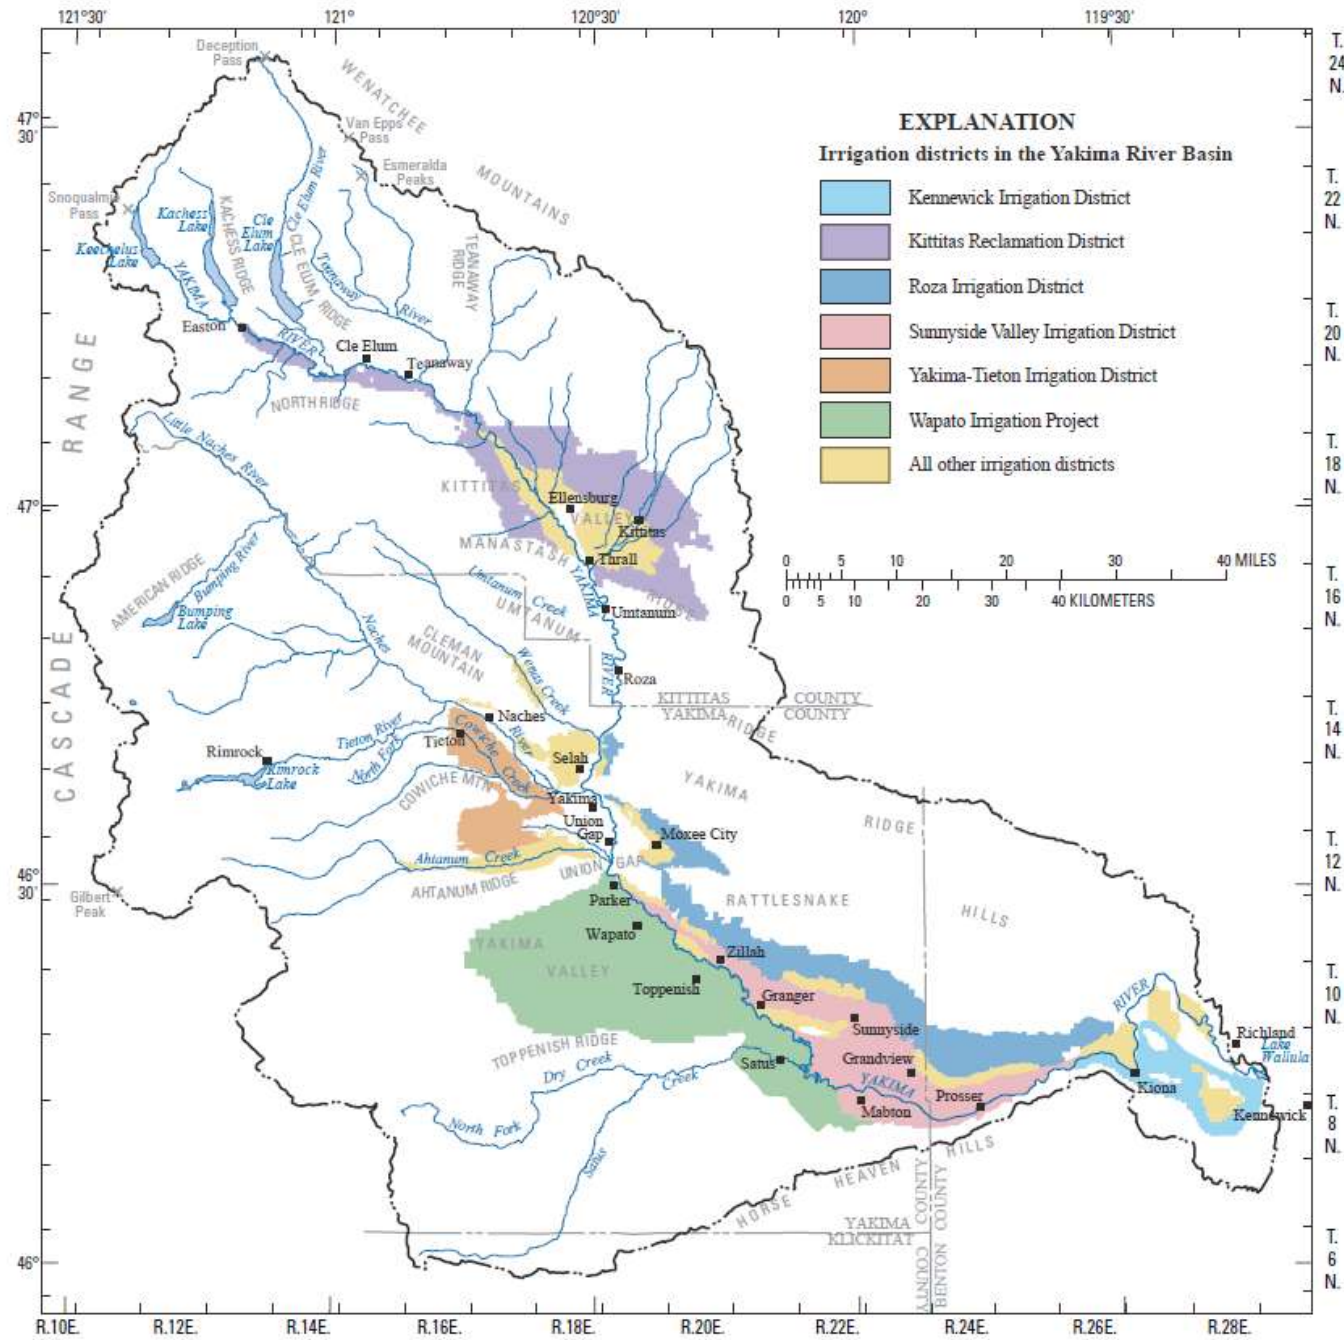 121°30'
121°
120°30'
120°
119°30'
Deception
Pass
WENATCHEE
MOUNTAINS
T.
24
N.
47°
30'
Van Epps
Pass
Esmeralda
Peaks
EXPLANATION
Irrigation districts in the Yakima River Basin
Kennewick Irrigation District
Kittitas Reclamation District
Roza Irrigation District
Sunnyside Valley Irrigation District
Yakima-Tieton Irrigation District
Wapato Irrigation Project
All other irrigation districts
T.
22
N.
Snoqualmie
Pass
Keechelus
Lake
Kachess
Lake
KACHESS RIDGE
Cle
Elum
Lake
Cle Elum River
CLE ELUM RIDGE
Teanaway
River
TEANAWAY
RIDGE
YAKIMA
RIVER
Easton
Cle Elum
Teanaway
NORTH RIDGE
T.
20
N.
CASCADE RANGE
Little Naches River
T.
18
N.
47°
KITTITAS
VALLEY
Ellensburg
Kittitas
MANASTASH
RIDGE
Thrall
0 5 10 20 30 40 MILES
0 5 10 20 30 40 KILOMETERS
T.
16
N.
AMERICAN RIDGE
Bumping River
Bumping
Lake
Umtanum Creek
UMTANUM
RIDGE
YAKIMA
RIVER
Umtanum
Naches
River
CLEMAN
MOUNTAIN
Wenas Creek
Roza
KITTITAS COUNTY
YAKIMA COUNTY
T.
14
N.
Naches
Tieton
Cowiche
Creek
Tieton River
North Fork
Rimrock
Rimrock
Lake
COWICHE MTN
Selah
YAKIMA
RIDGE
Yakima
Union
Gap
Moxee City
T.
12
N.
Ahtanum Creek
AHTANUM RIDGE
UNION GAP
46°
30'
Gilbert
Peak
Parker
RATTLESNAKE
HILLS
Wapato
YAKIMA
VALLEY
Zillah
Toppenish
Granger
T.
10
N.
Sunnyside
TOPPENISH RIDGE
Dry Creek
Satus
Creek
Satus
North Fork
Grandview
YAKIMA
RIVER
Mabton
Prosser
Kiona
Richland
Lake
Wallula
Kennewick
T.
8
N.
HORSE HEAVEN HILLS
YAKIMA COUNTY
KLICKITAT COUNTY
BENTON COUNTY
46°
T.
6
N.
R.10E.
R.12E.
R.14E.
R.16E.
R.18E.
R.20E.
R.22E.
R.24E.
R.26E.
R.28E.